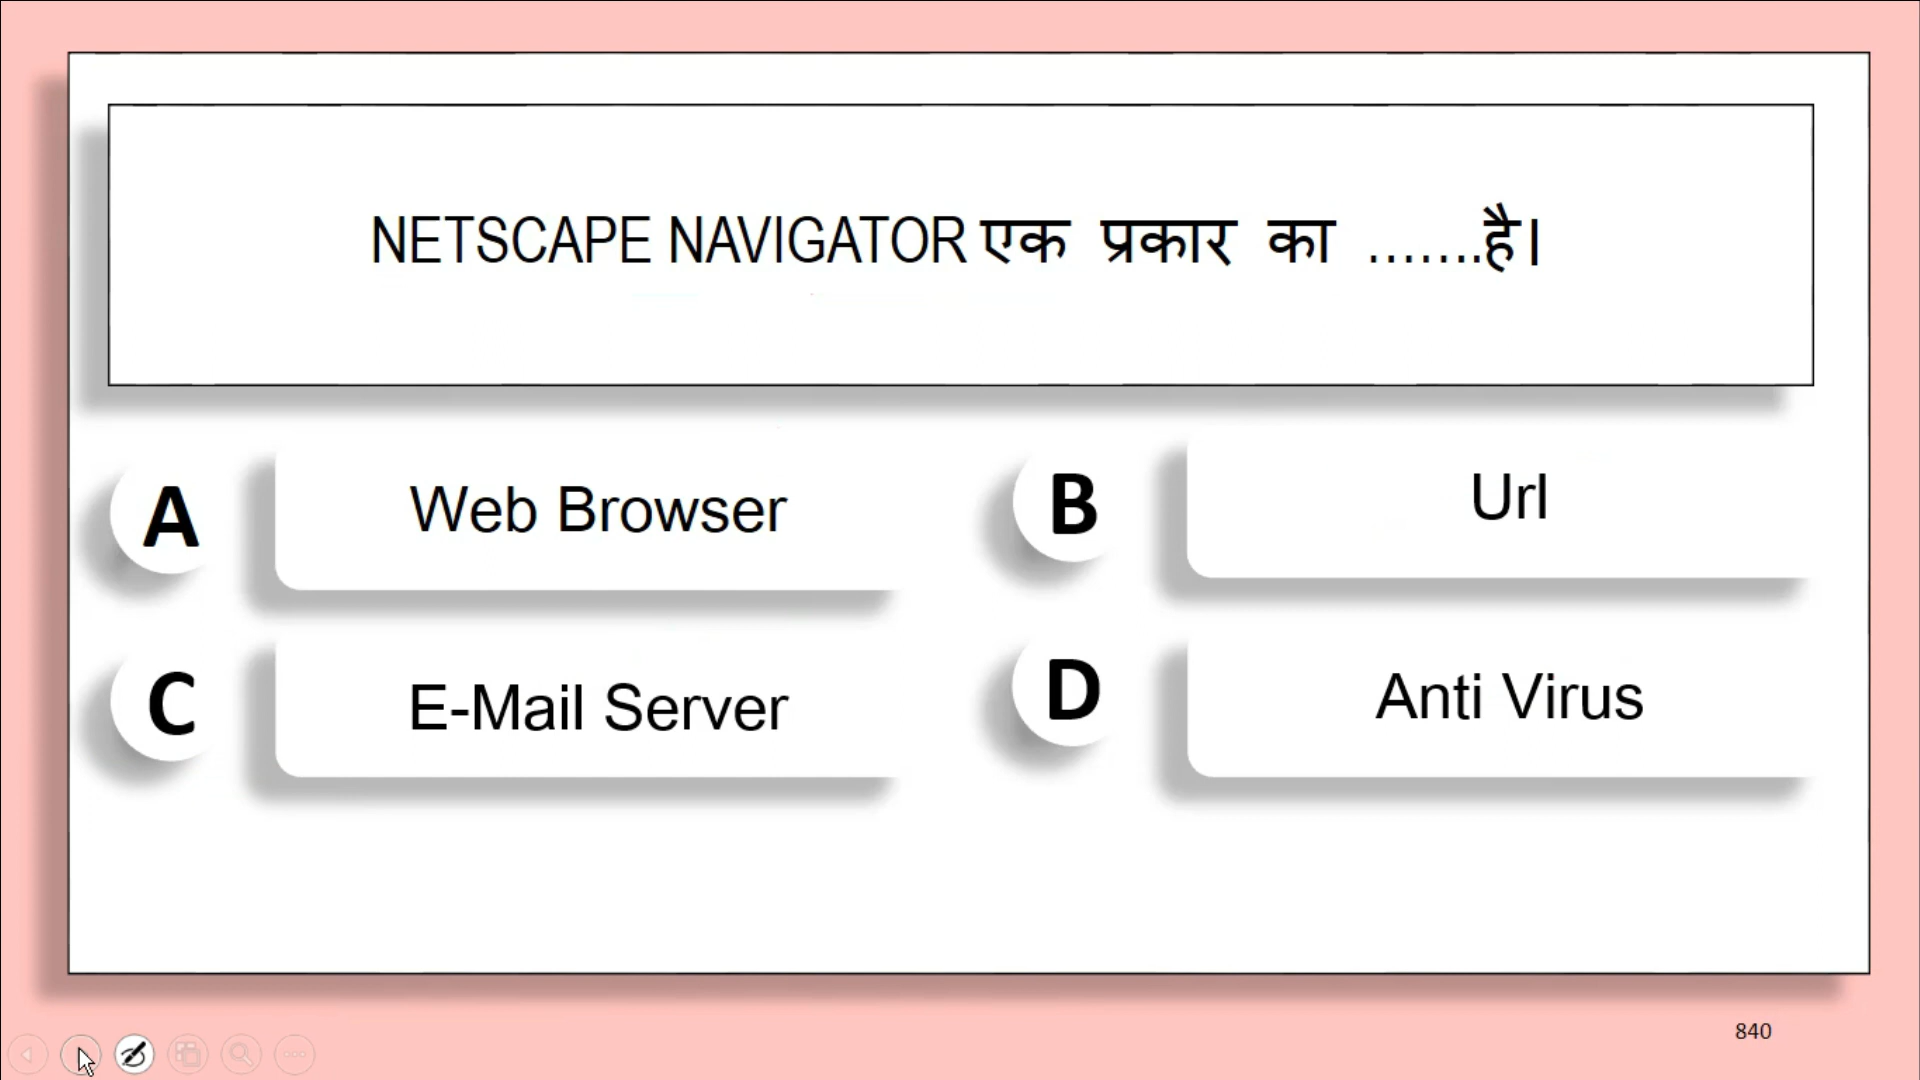 NETSCAPE NAVIGATOR एक प्रकार का .......है।
A Web Browser
B Url
C E-Mail Server
D Anti Virus
840